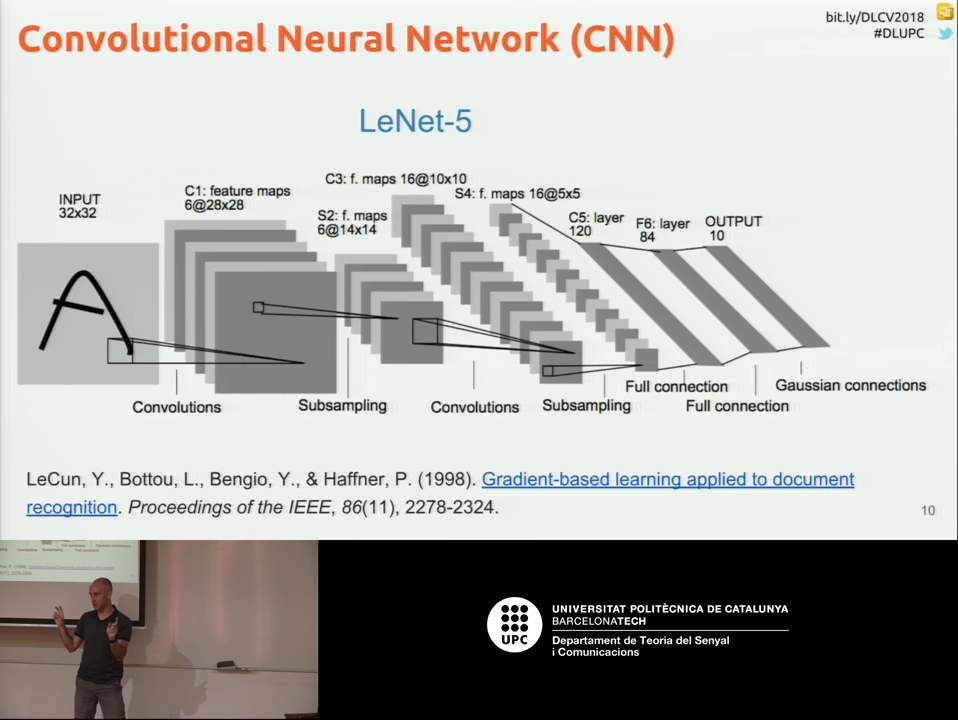 Convolutional Neural Network (CNN)
bit.ly/DLCV2018
#DLUPC
LeNet-5
INPUT
32x32
C1: feature maps
6@28x28
S2: f. maps
6@14x14
C3: f. maps 16@10x10
S4: f. maps 16@5x5
C5: layer
120
F6: layer
84
OUTPUT
10
Convolutions
Subsampling
Convolutions
Subsampling
Full connection
Full connection
Gaussian connections
LeCun, Y., Bottou, L., Bengio, Y., & Haffner, P. (1998). Gradient-based learning applied to document
recognition. Proceedings of the IEEE, 86(11), 2278-2324.
10
UPC
UNIVERSITAT POLITÈCNICA DE CATALUNYA
BARCELONATECH
Departament de Teoria del Senyal
i Comunicacions